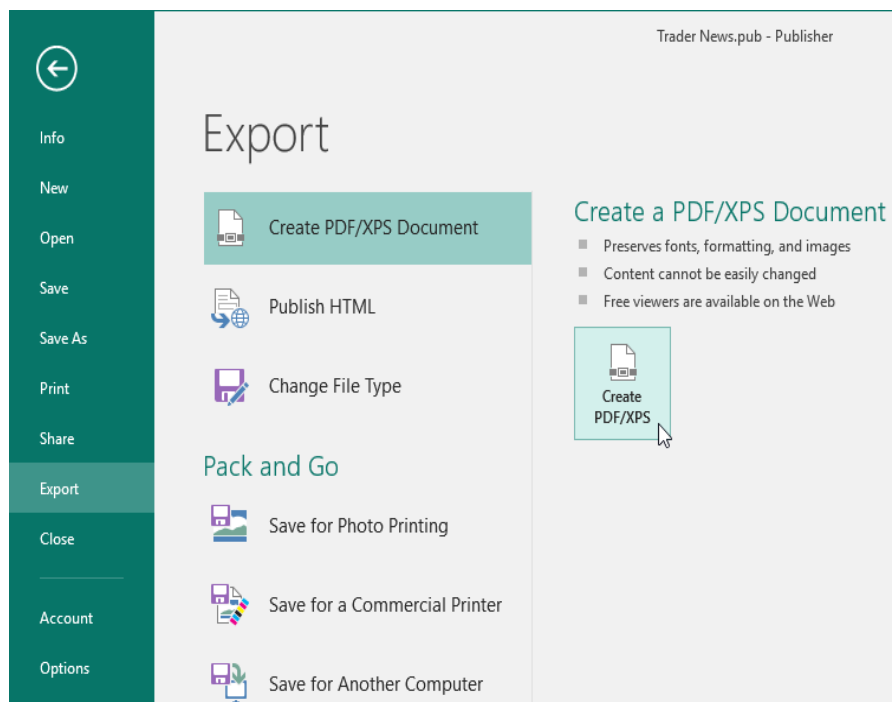 Trader News.pub - Publisher
Info
New
Open
Save
Save As
Print
Share
Export
Close
Account
Options
Export
Create PDF/XPS Document
Publish HTML
Change File Type
Pack and Go
Save for Photo Printing
Save for a Commercial Printer
Save for Another Computer
Create a PDF/XPS Document
Preserves fonts, formatting, and images
Content cannot be easily changed
Free viewers are available on the Web
Create
PDF/XPS